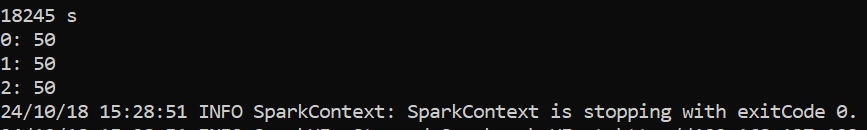 18245 s
0: 50
1: 50
2: 50
24/10/18 15:28:51 INFO SparkContext: SparkContext is stopping with exitCode 0.